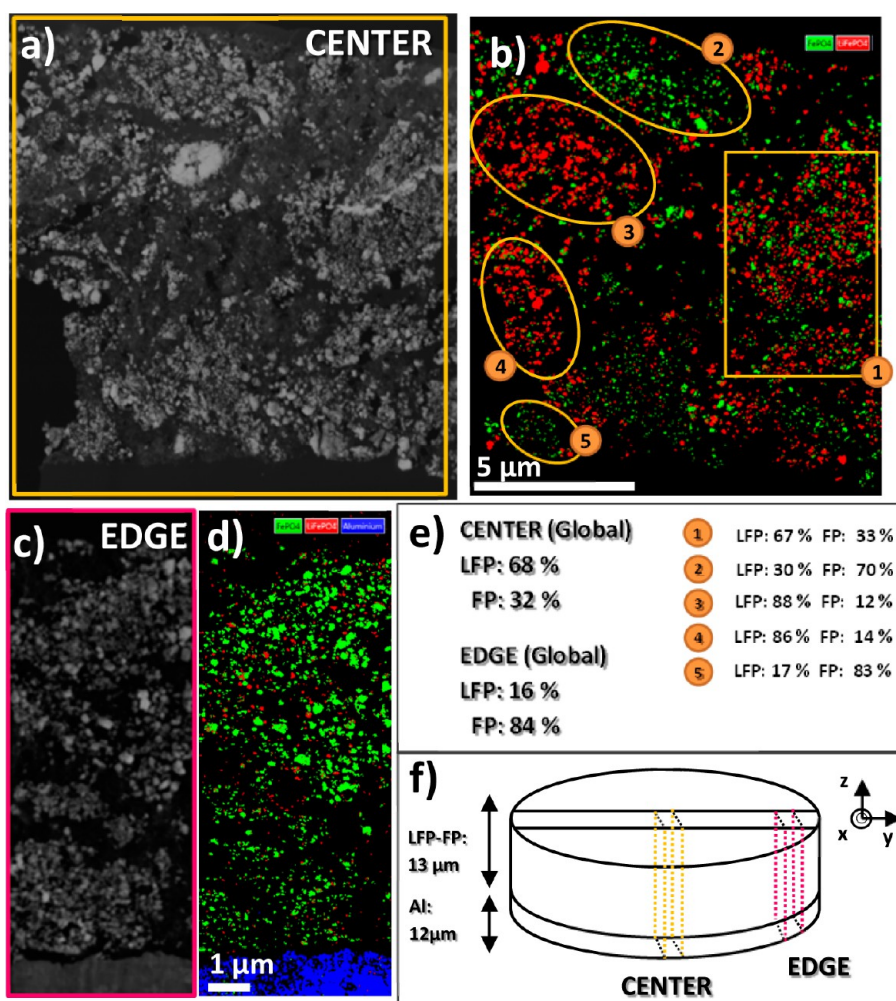 a)
CENTER
b)
FePO4 LiFePO4
2
3
1
4
5
5 µm
c)
EDGE
d)
FePO4 LiFePO4 Aluminium
1 µm
e)
CENTER (Global)
LFP: 68 %
FP: 32 %
EDGE (Global)
LFP: 16 %
FP: 84 %
1 LFP: 67 % FP: 33 %
2 LFP: 30 % FP: 70 %
3 LFP: 88 % FP: 12 %
4 LFP: 86 % FP: 14 %
5 LFP: 17 % FP: 83 %
f)
z
x
y
LFP-FP:
13 µm
Al:
12µm
CENTER
EDGE